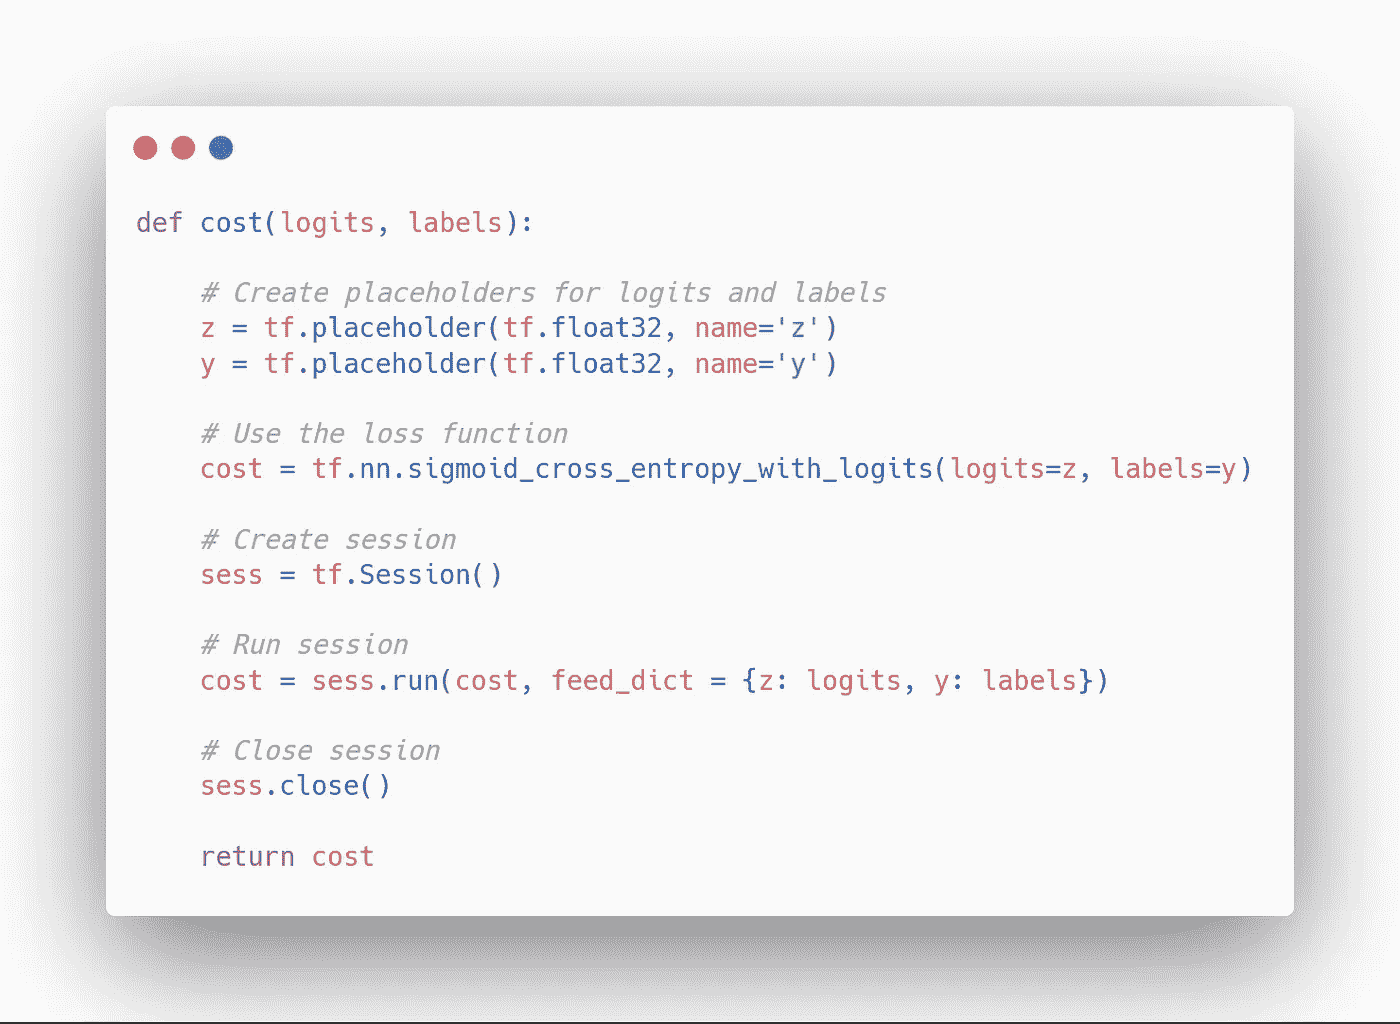 def cost(logits, labels):
# Create placeholders for logits and labels
z = tf.placeholder(tf.float32, name='z')
y = tf.placeholder(tf.float32, name='y')
# Use the loss function
cost = tf.nn.sigmoid_cross_entropy_with_logits(logits=z, labels=y)
# Create session
sess = tf.Session()
# Run session
cost = sess.run(cost, feed_dict = {z: logits, y: labels})
# Close session
sess.close()
return cost